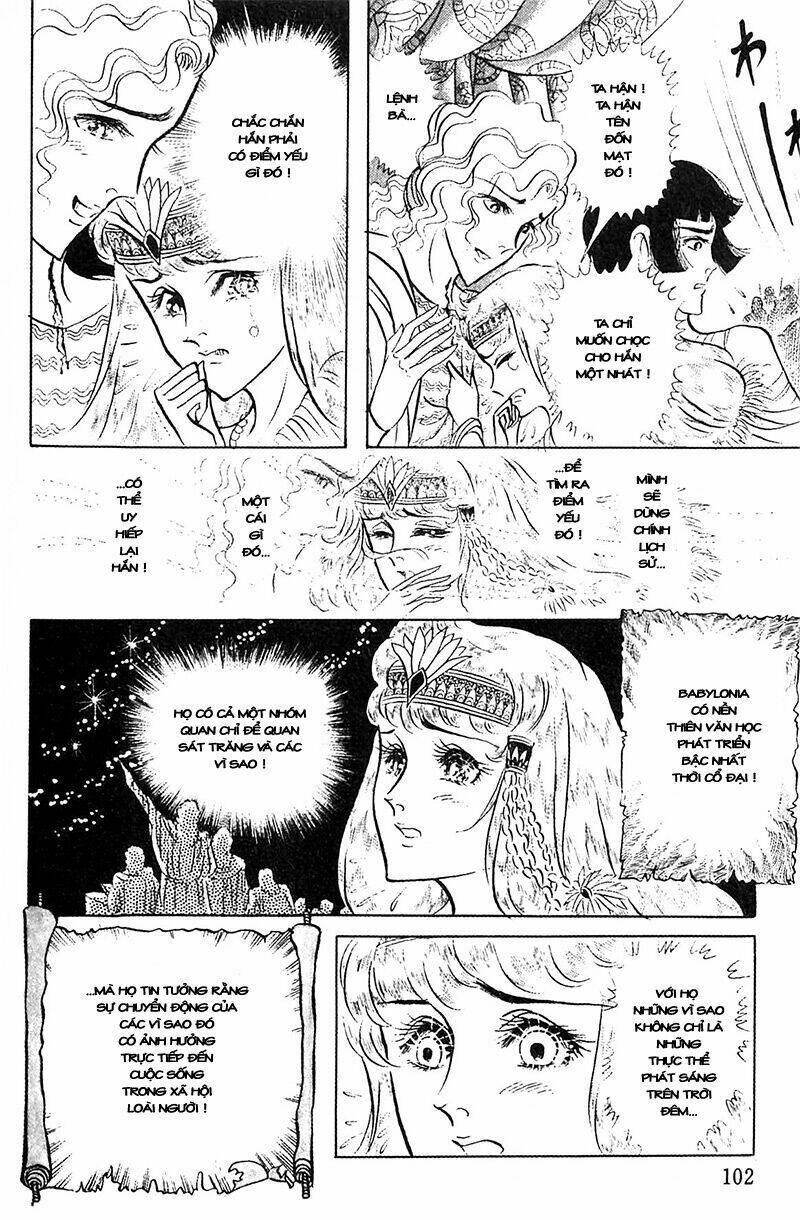 わーっ
TA HẬN !
TA HẬN
TÊN
ĐỐN
MẠT
ĐÓ !
LỆNH
BÀ...
TA CHỈ
MUỐN CHỌC
CHO HẮN
MỘT NHÁT !
CHẮC CHẮN
HẮN PHẢI
CÓ ĐIỂM YẾU
GÌ ĐÓ !
MÌNH
SẼ
DÙNG
CHÍNH
LỊCH
SỬ...
...ĐỂ
TÌM RA
ĐIỂM
YẾU
ĐÓ !
MỘT
CÁI
GÌ
ĐÓ...
...CÓ
THỂ
UY
HIẾP
LẠI
HẮN !
BABYLONIA
CÓ NỀN
THIÊN VĂN HỌC
PHÁT TRIỂN
BẬC NHẤT
THỜI CỔ ĐẠI !
HỌ CÓ CẢ MỘT NHÓM
QUAN CHỈ ĐỂ QUAN
SÁT TRĂNG VÀ CÁC
VÌ SAO !
VỚI HỌ
NHỮNG VÌ SAO
KHÔNG CHỈ LÀ
NHỮNG
THỰC THỂ
PHÁT SÁNG
TRÊN TRỜI
ĐÊM...
...MÀ HỌ TIN TƯỞNG RẰNG
SỰ CHUYỂN ĐỘNG CỦA
CÁC VÌ SAO ĐÓ
CÓ ẢNH HƯỞNG
TRỰC TIẾP ĐẾN
CUỘC SỐNG
TRONG XÃ HỘI
LOÀI NGƯỜI !
102